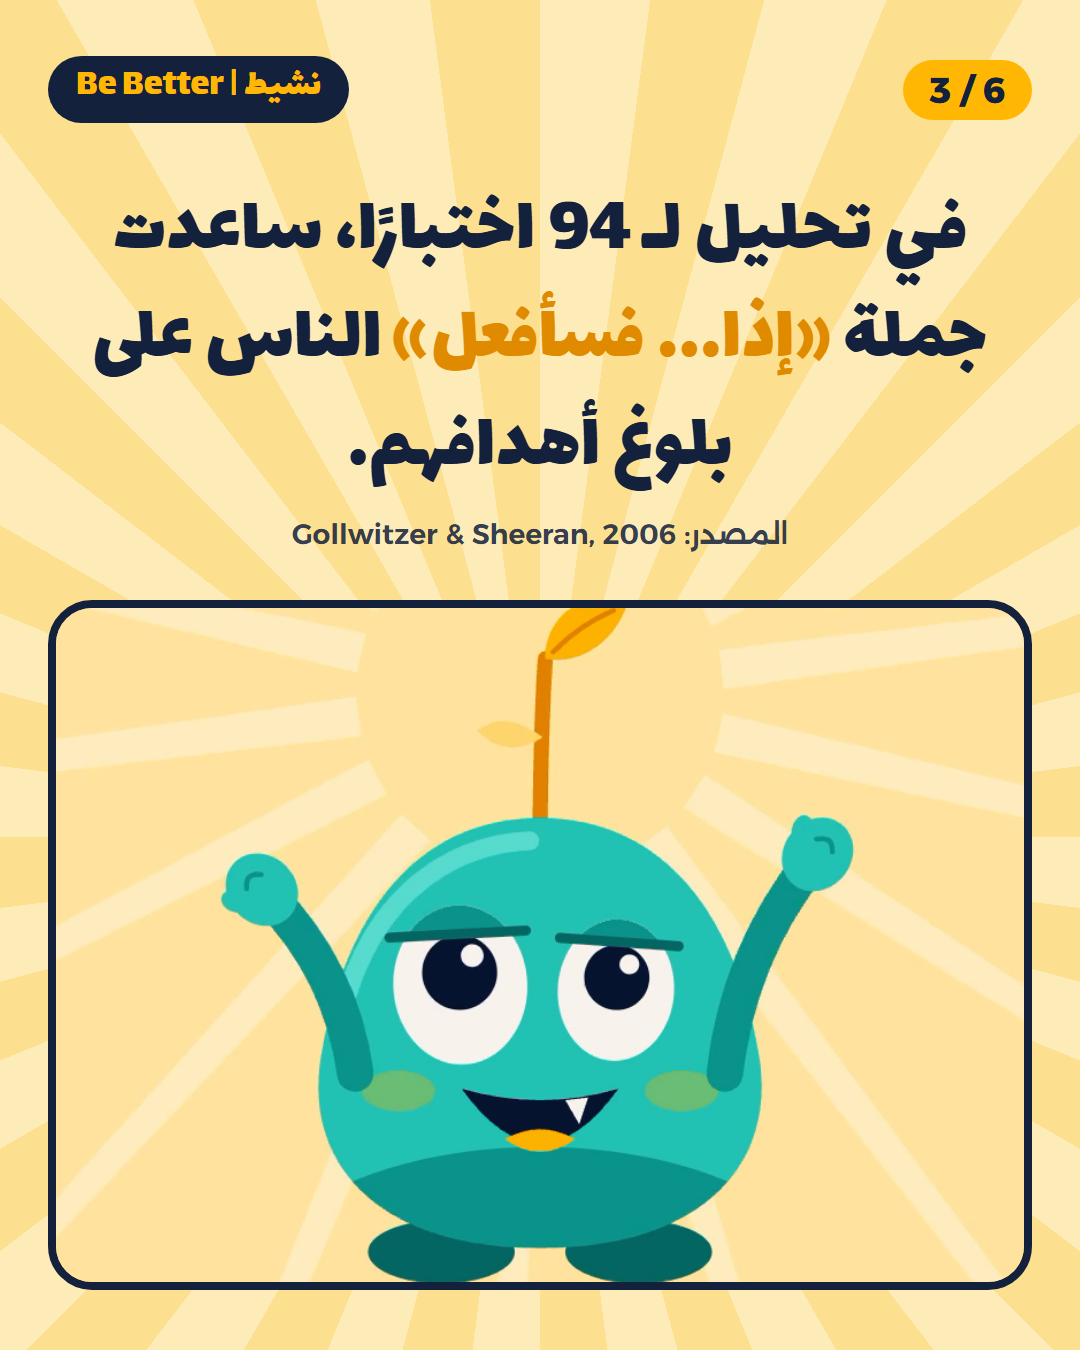 Be Better | نشيط
3 / 6
في تحليل لـ 94 اختبارًا، ساعدت
جملة «إذا... فسأفعل» الناس على
بلوغ أهدافهم.
المصدر: Gollwitzer & Sheeran, 2006